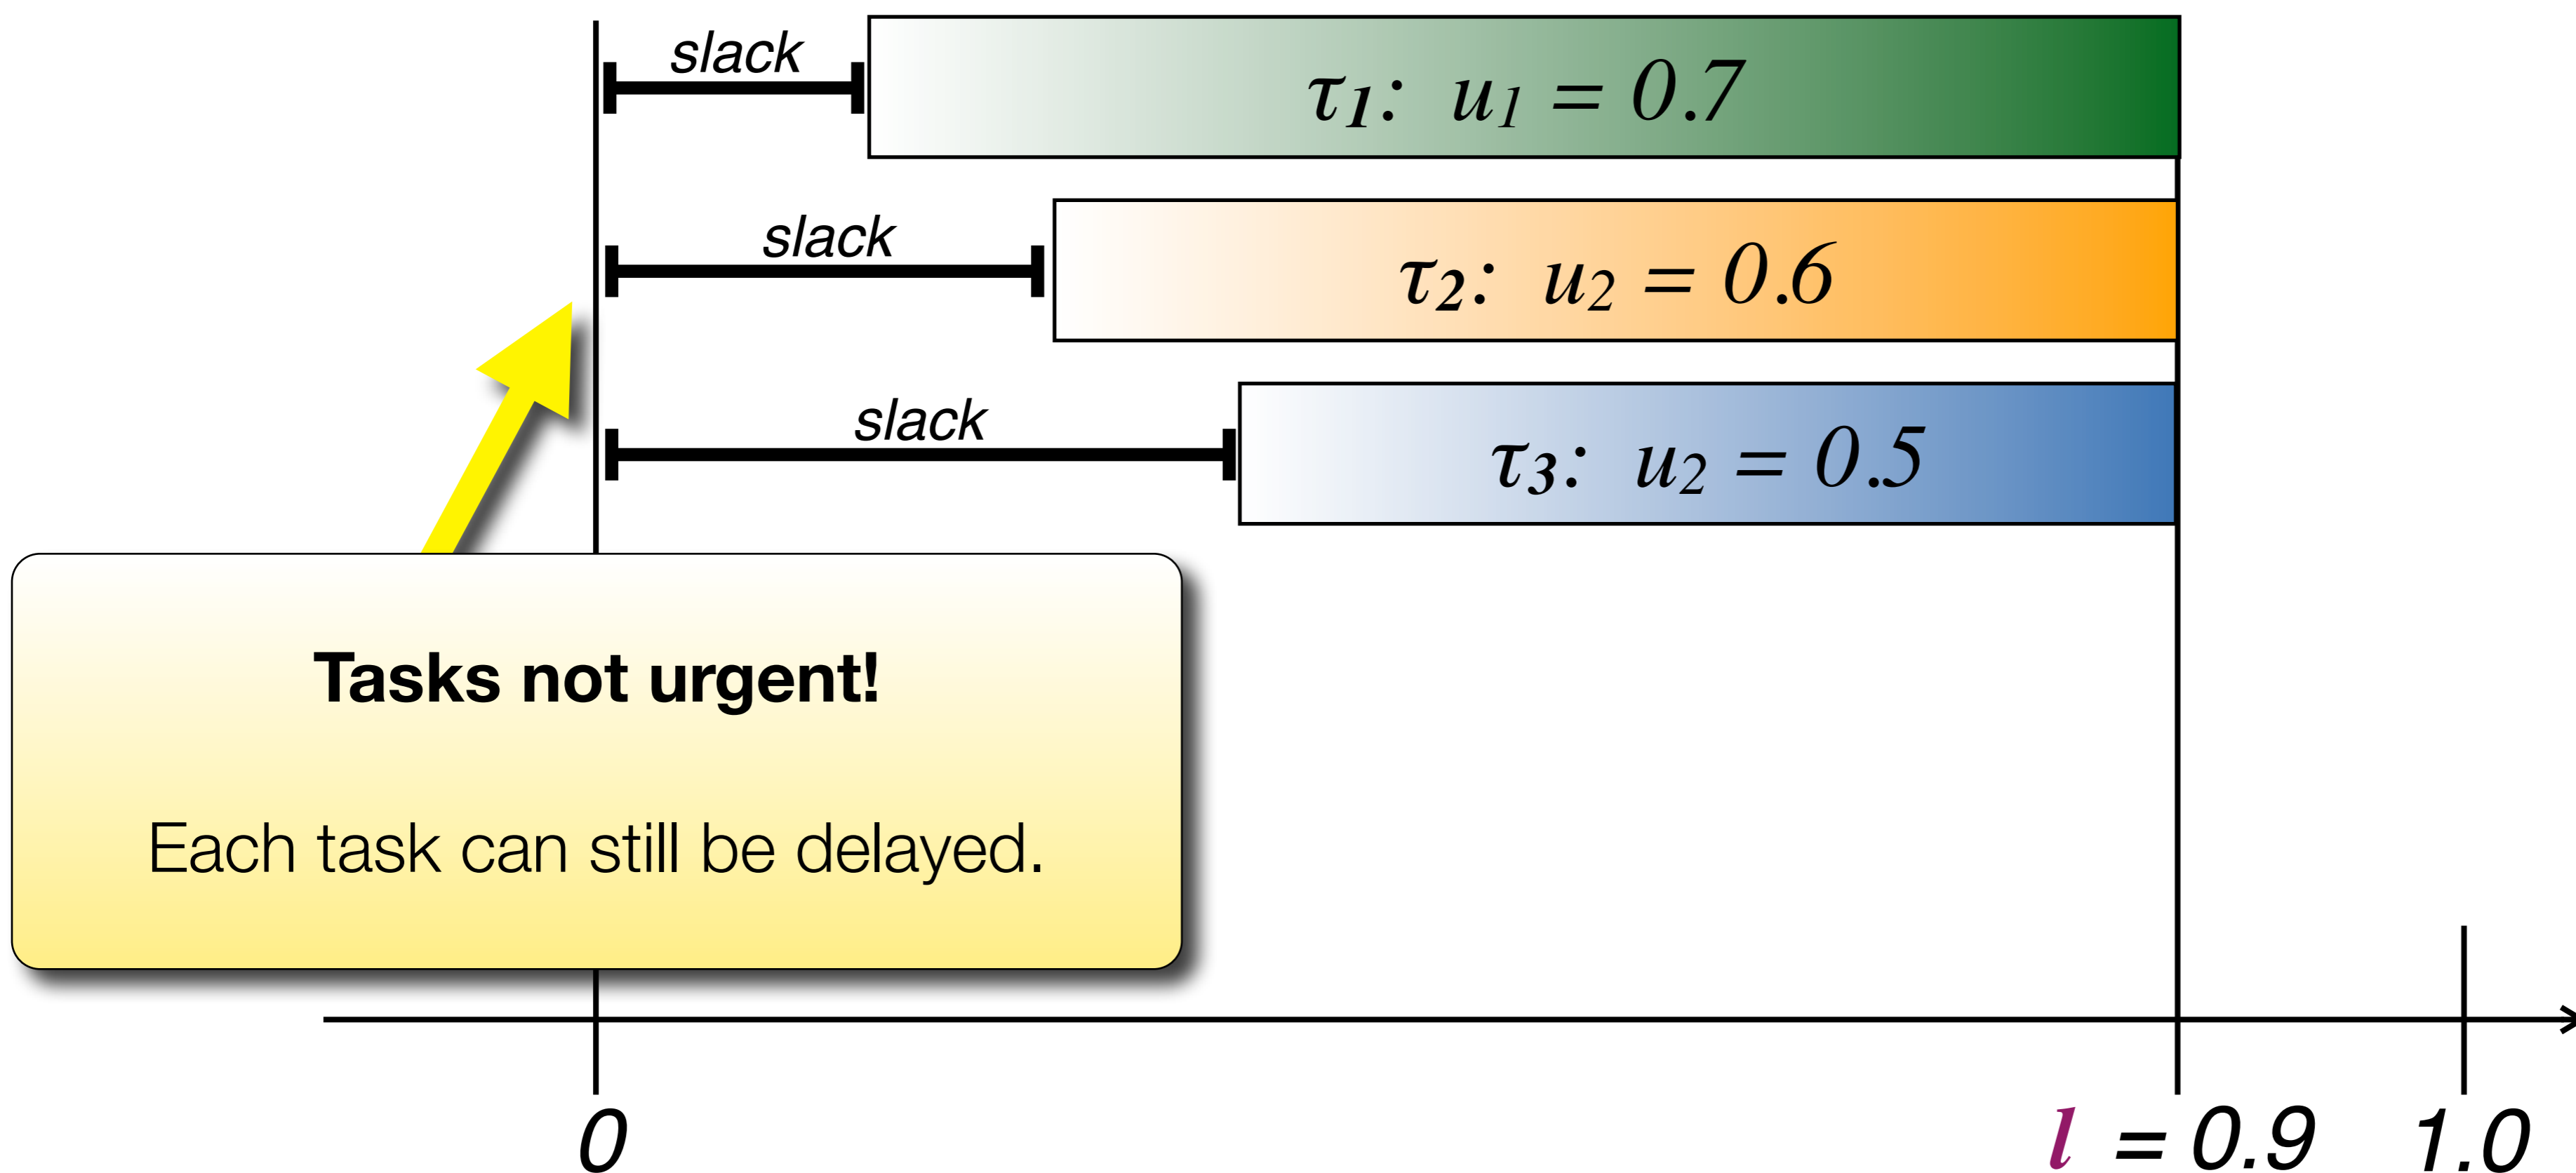 slack
τ1: u1 = 0.7
slack
τ2: u2 = 0.6
slack
τ3: u2 = 0.5
Tasks not urgent!
Each task can still be delayed.
0
l = 0.9
1.0